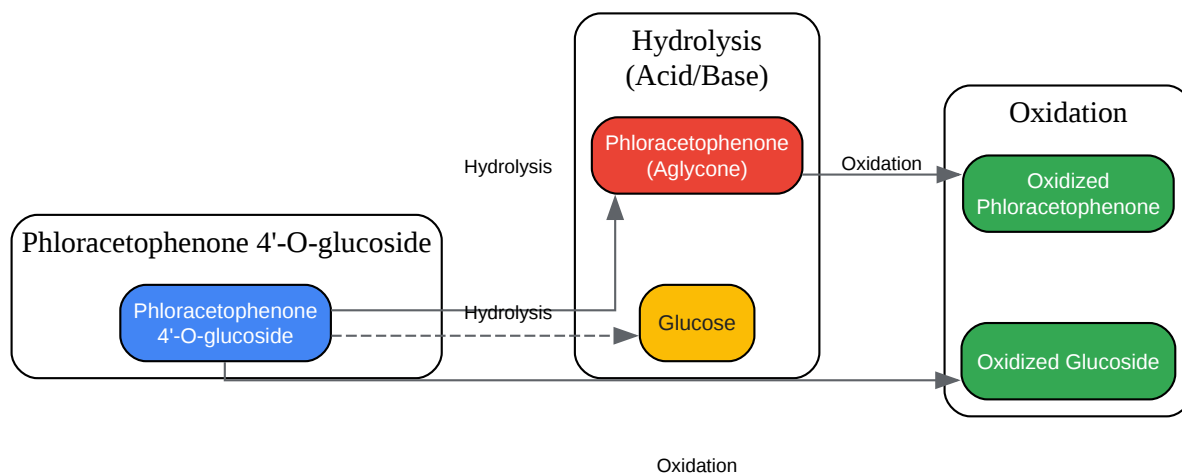 Hydrolysis
(Acid/Base)
Oxidation
Phloracetophenone
(Aglycone)
Hydrolysis
Oxidation
Oxidized
Phloracetophenone
Phloracetophenone 4'-O-glucoside
Phloracetophenone
4'-O-glucoside
Hydrolysis
Glucose
Oxidized Glucoside
Oxidation